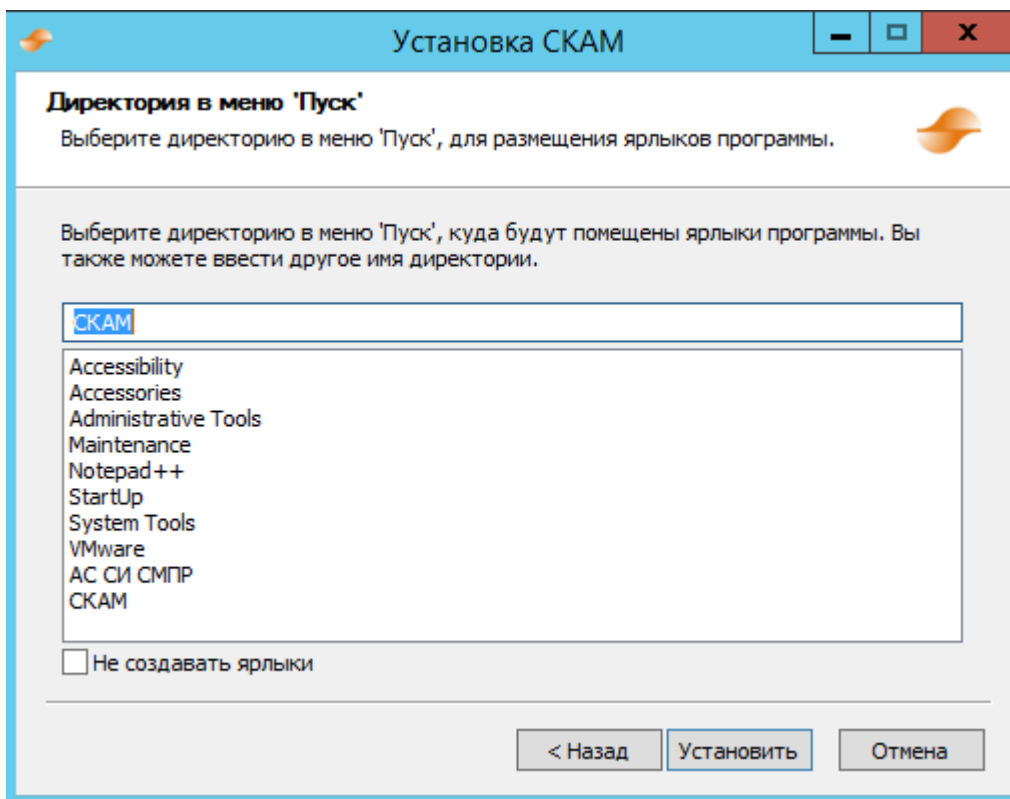 Установка СКАМ
Директория в меню 'Пуск'
Выберите директорию в меню 'Пуск', для размещения ярлыков программы.
Выберите директорию в меню 'Пуск', куда будут помещены ярлыки программы. Вы
также можете ввести другое имя директории.
СКАМ
Accessibility
Accessories
Administrative Tools
Maintenance
Notepad++
StartUp
System Tools
VMware
АС СИ СМПР
СКАМ
Не создавать ярлыки
< Назад
Установить
Отмена